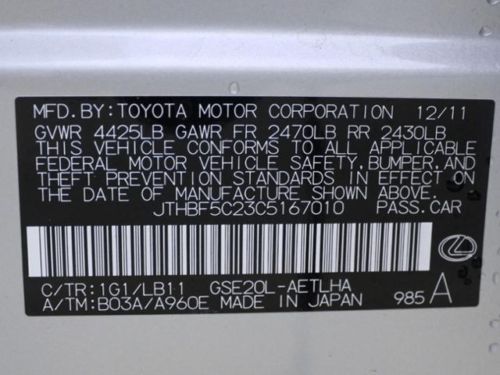 MFD. BY: TOYOTA MOTOR CORPORATION 12/11
GVWR 4425LB GAWR FR 2470LB RR 2430LB
THIS VEHICLE CONFORMS TO ALL APPLICABLE
FEDERAL MOTOR VEHICLE SAFETY, BUMPER, AND
THEFT PREVENTION STANDARDS IN EFFECT ON
THE DATE OF MANUFACTURE SHOWN ABOVE.
JTHBF5C23C5167010 PASS. CAR
C/TR: 1G1/LB11 GSE20L-AETLHA
A/TM: B03A/A960E MADE IN JAPAN 985 A